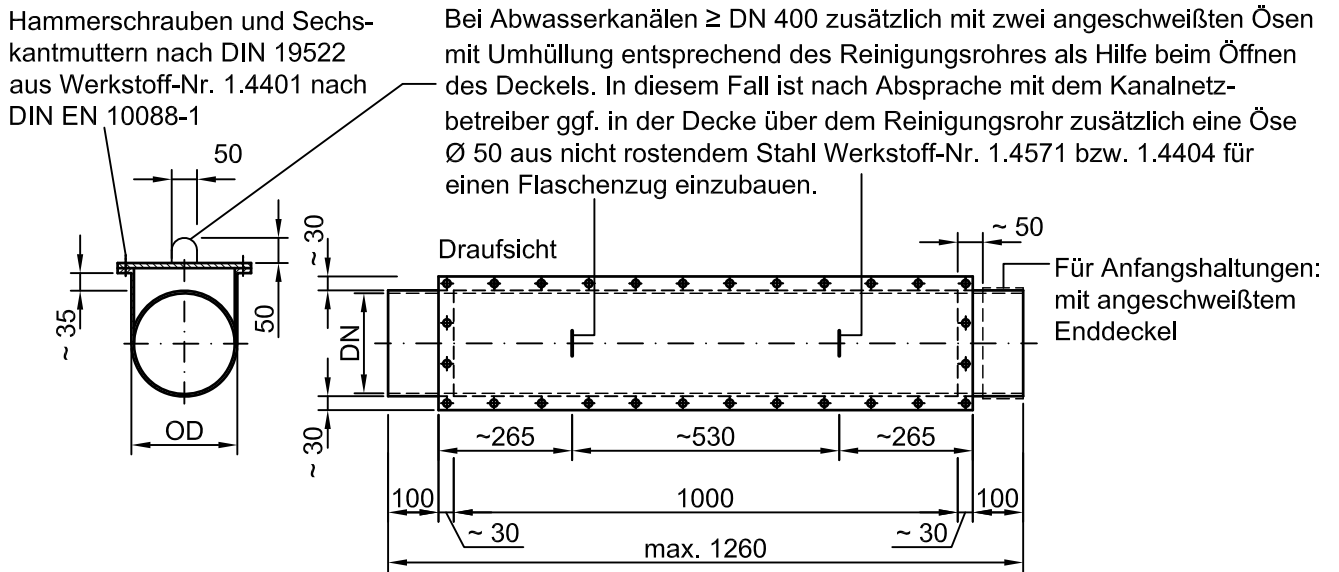 Hammerschrauben und Sechs-
kantmuttern nach DIN 19522
aus Werkstoff-Nr. 1.4401 nach
DIN EN 10088-1
Bei Abwasserkanälen ≥ DN 400 zusätzlich mit zwei angeschweißten Ösen
mit Umhüllung entsprechend des Reinigungsrohres als Hilfe beim Öffnen
des Deckels. In diesem Fall ist nach Absprache mit dem Kanalnetz-
betreiber ggf. in der Decke über dem Reinigungsrohr zusätzlich eine Öse
Ø 50 aus nicht rostendem Stahl Werkstoff-Nr. 1.4571 bzw. 1.4404 für
einen Flaschenzug einzubauen.
50
~ 35
50
OD
Draufsicht
~ 30
DN
~ 30
~ 50
Für Anfangshaltungen:
mit angeschweißtem
Enddeckel
~265
~530
~265
100
1000
100
~ 30
~ 30
max. 1260